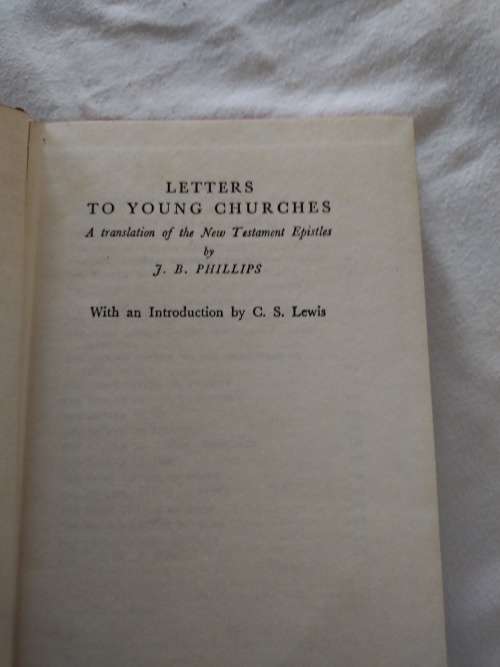 LETTERS
TO YOUNG CHURCHES
A translation of the New Testament Epistles
by
J. B. PHILLIPS
With an Introduction by C. S. Lewis